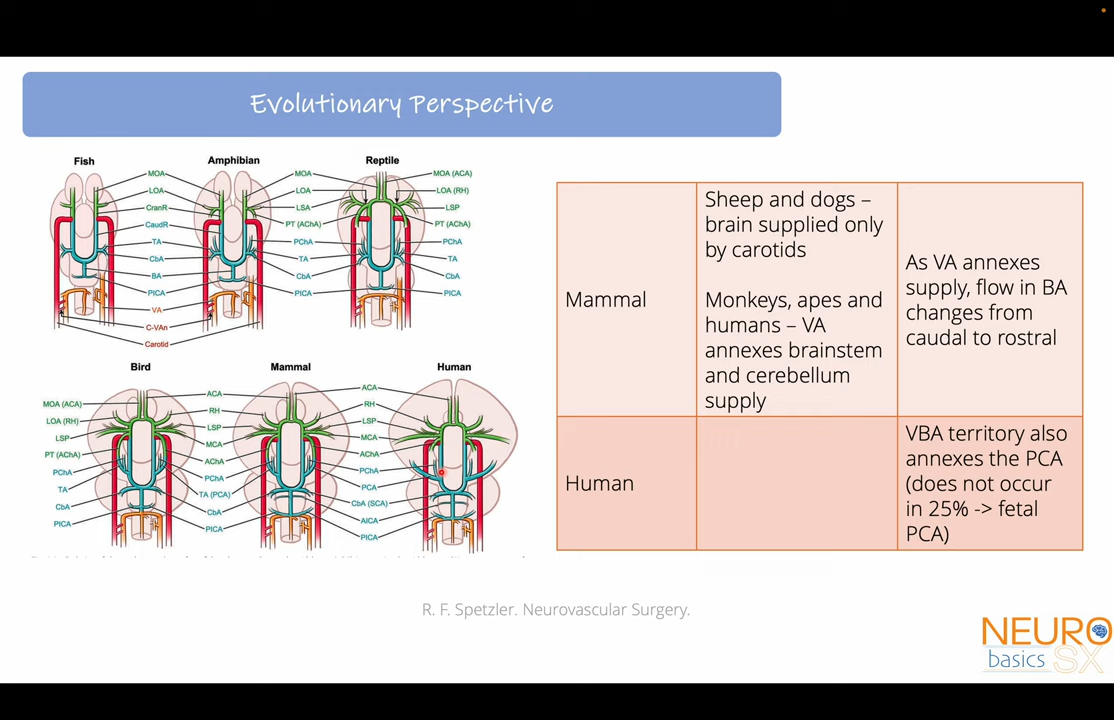 Evolutionary Perspective
Fish
Amphibian
Reptile
MOA
LOA
CranR
CaudR
TA
CbA
BA
PICA
VA
C-VAn
Carotid
MOA
LOA
LSA
PT (AChA)
PChA
TA
CbA
PICA
MOA (ACA)
LOA (RH)
LSP
PT (AChA)
PChA
TA
CbA
PICA
Bird
Mammal
Human
MOA (ACA)
LOA (RH)
LSP
PT (AChA)
PChA
TA
CbA
PICA
ACA
RH
LSP
MCA
AChA
PChA
TA (PCA)
CbA
PICA
ACA
RH
LSP
MCA
AChA
PChA
PCA
CbA (SCA)
AICA
PICA
Mammal
Sheep and dogs –
brain supplied only
by carotids
Monkeys, apes and
humans – VA
annexes brainstem
and cerebellum
supply
As VA annexes
supply, flow in BA
changes from
caudal to rostral
Human
VBA territory also
annexes the PCA
(does not occur
in 25% -> fetal
PCA)
R. F. Spetzler. Neurovascular Surgery.
NEURO
basics SX